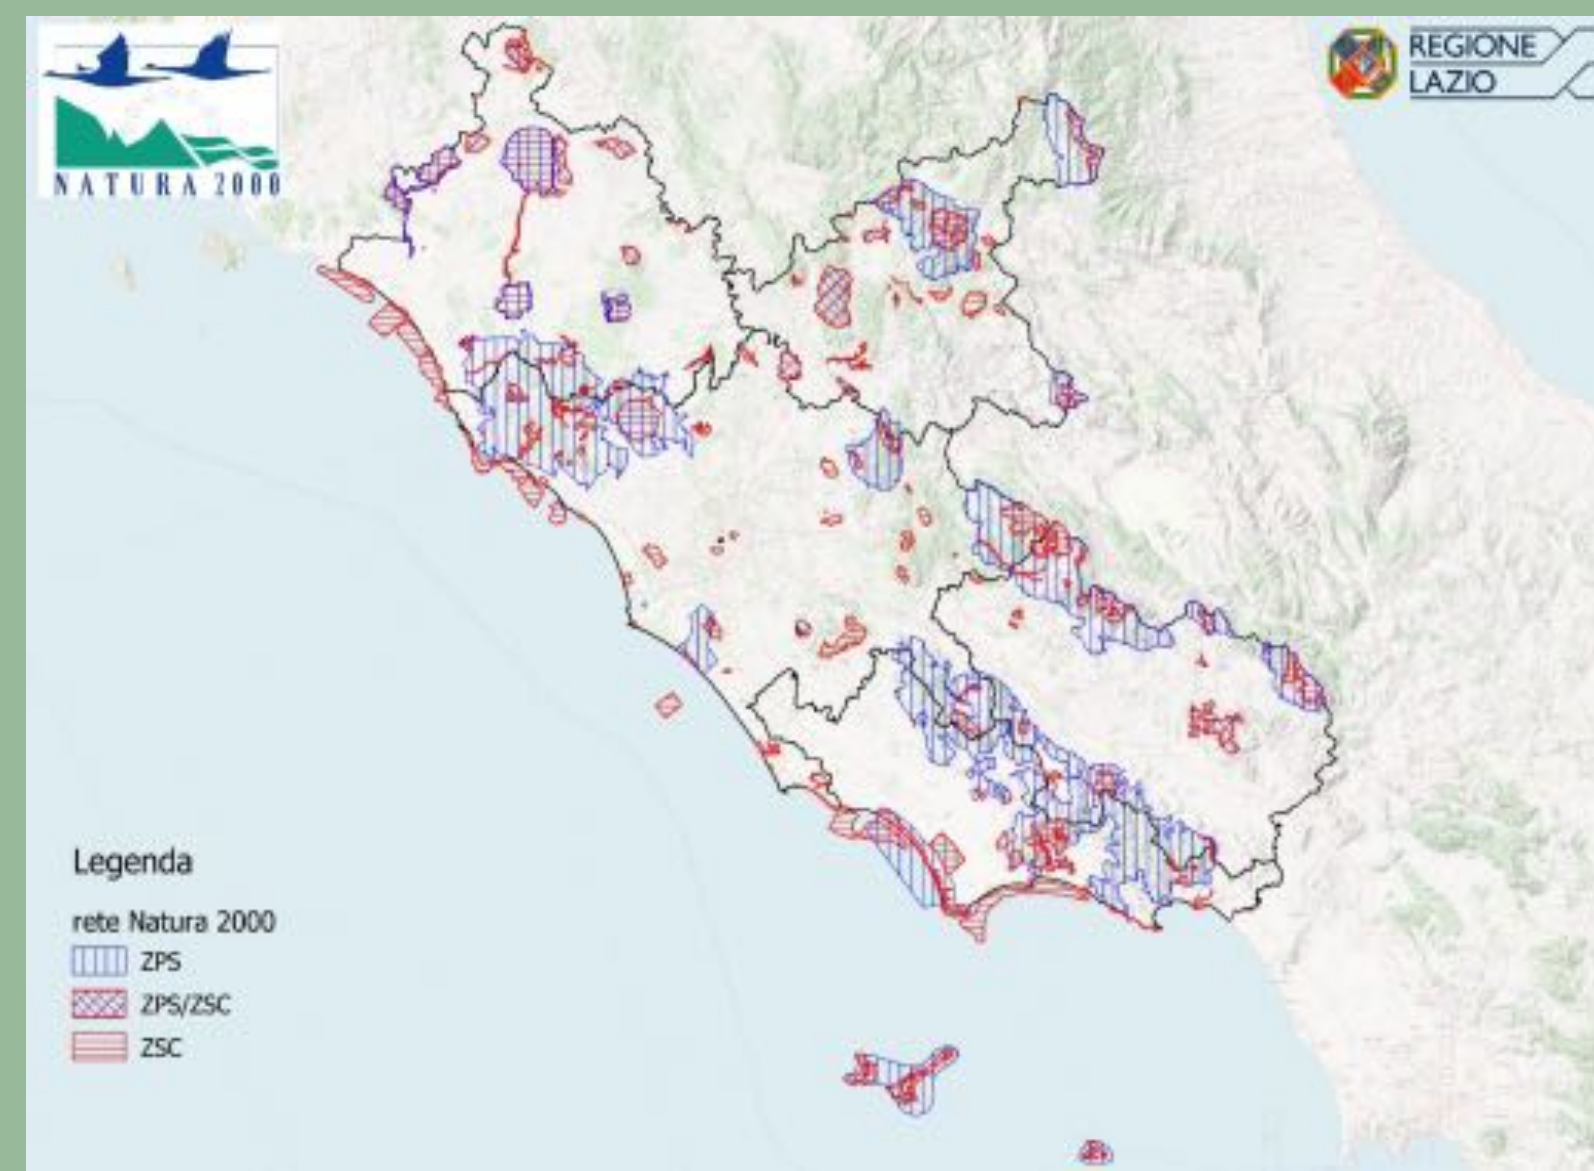 NATURA 2000
REGIONE
LAZIO
Legenda
rete Natura 2000
ZPS
ZPS/ZSC
ZSC